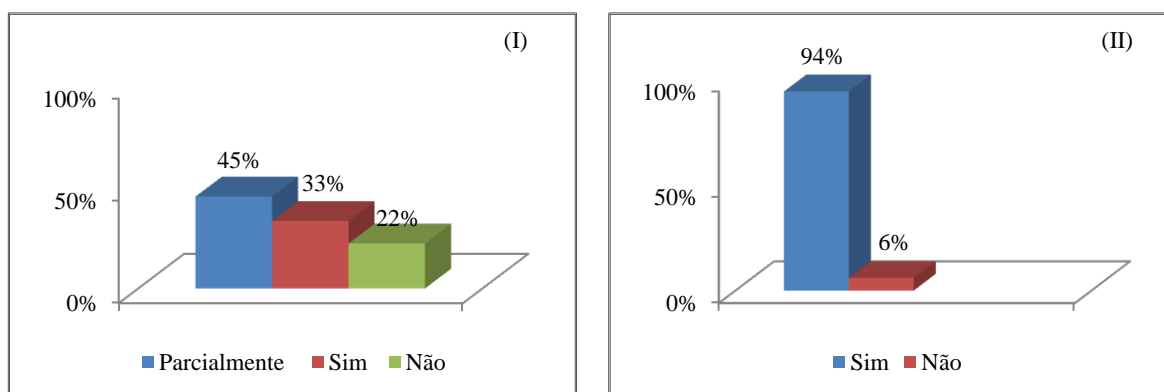 (I)
100%
50%
0%
45%
33%
22%
Parcialmente Sim Não
(II)
100%
50%
0%
94%
6%
Sim Não